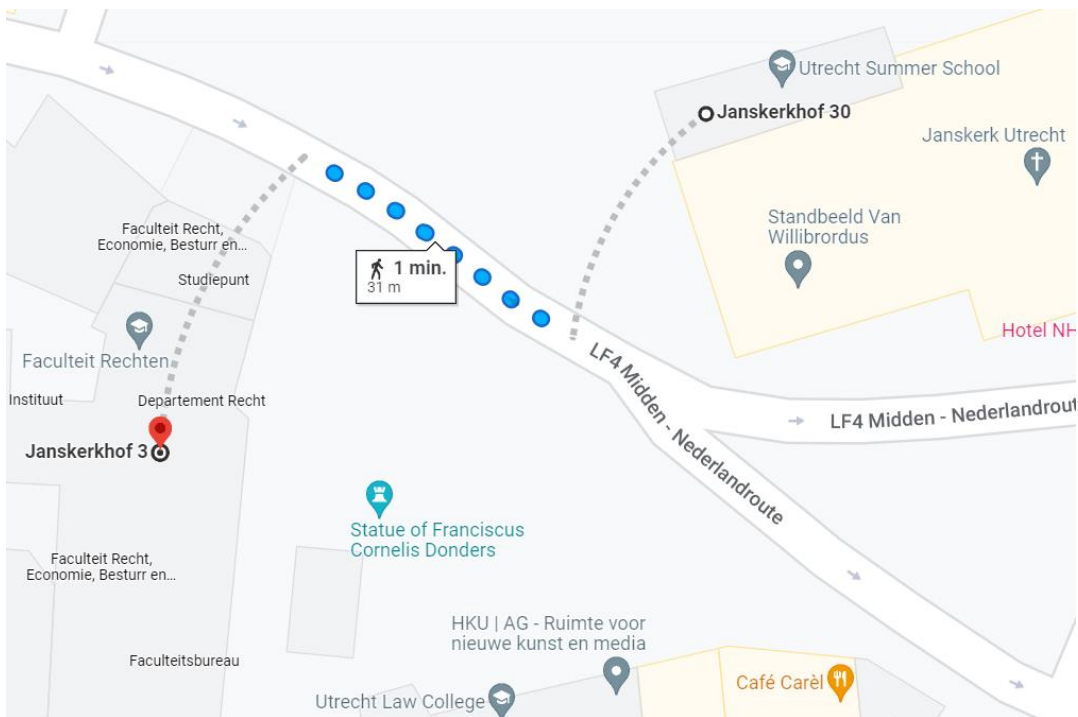 Utrecht Summer School
Janskerkhof 30
Janskerk Utrecht
Standbeeld Van
Willibrordus
Faculteit Recht,
Economie, Besturr en...
Studiepunt
1 min.
31 m
Hotel NH
Faculteit Rechten
Instituut
Departement Recht
Janskerkhof 3
LF4 Midden - Nederlandroute
LF4 Midden - Nederlandrout
Statue of Franciscus
Cornelis Donders
Faculteit Recht,
Economie, Besturr en...
HKU | AG - Ruimte voor
nieuwe kunst en media
Faculteitsbureau
Café Carèl
Utrecht Law College